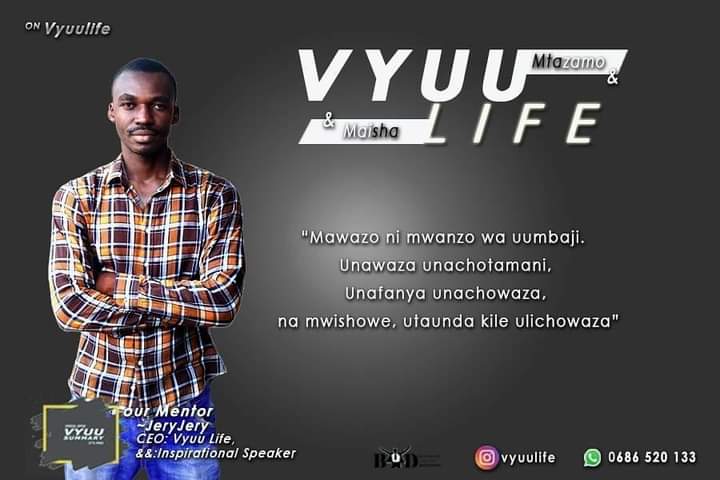 ON Vyuulife
VYUU
Mtazamo
&
& Maisha
LIFE
"Mawazo ni mwanzo wa uumbaji.
Unawaza unachotamani,
Unafanya unachowaza,
na mwishowe, utaunda kile ulichowaza"
our Mentor
~JeryJery
CEO: Vyuu Life,
&&:Inspirational Speaker
VYUU
SUMMARY
vyuulife
0686 520 133